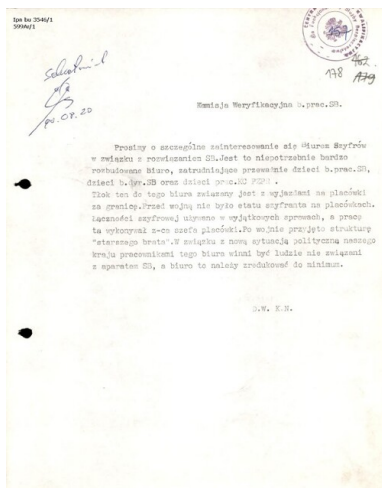 Ipn bu 3546/1
599Ar/1
178
Komisja Weryfikacyjna b.prac.SB.
Prosimy o szczególne zainteresowanie się Biurem Szyfrów
w związku z rozwiązaniem SB.Jest to niepotrzebnie bardzo
rozbudowane biuro, zatrudniające przeważnie dzieci b.prac.SB,
dzieci b.dyr.SB oraz dzieci prac.KC PZPR .
Tłok ten do tego biura związany jest z wyjazdami na placówki
za granicę.Przed wojną nie było etatu szyfranta na placówkach.
Łączności szyfrowej używano w wyjątkowych sprawach, a pracę
tą wykonywał z-ca szefa placówki.Po wojnie przyjęto strukturę
"starszego brata".W związku z nową sytuacją polityczną naszego
kraju pracownikami tego biura winni być ludzie nie związani
z aparatem SB, a biuro to należy zredukować do minimum.
D.W. K.N.